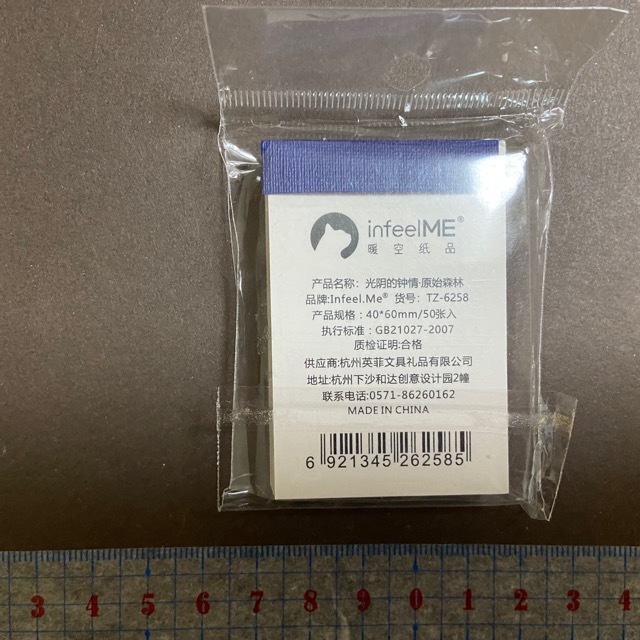 infeelME®
暖空纸品
产品名称：光阴的钟情·原始森林
品牌:Infeel.Me® 货号：TZ-6258
产品规格：40*60mm/50张入
执行标准：GB21027-2007
质检证明:合格
供应商:杭州英菲文具礼品有限公司
地址:杭州下沙和达创意设计园2幢
联系电话:0571-86260162
MADE IN CHINA
6 921345 262585
3 4 5 6 7 8 9 0 1 2 3 4